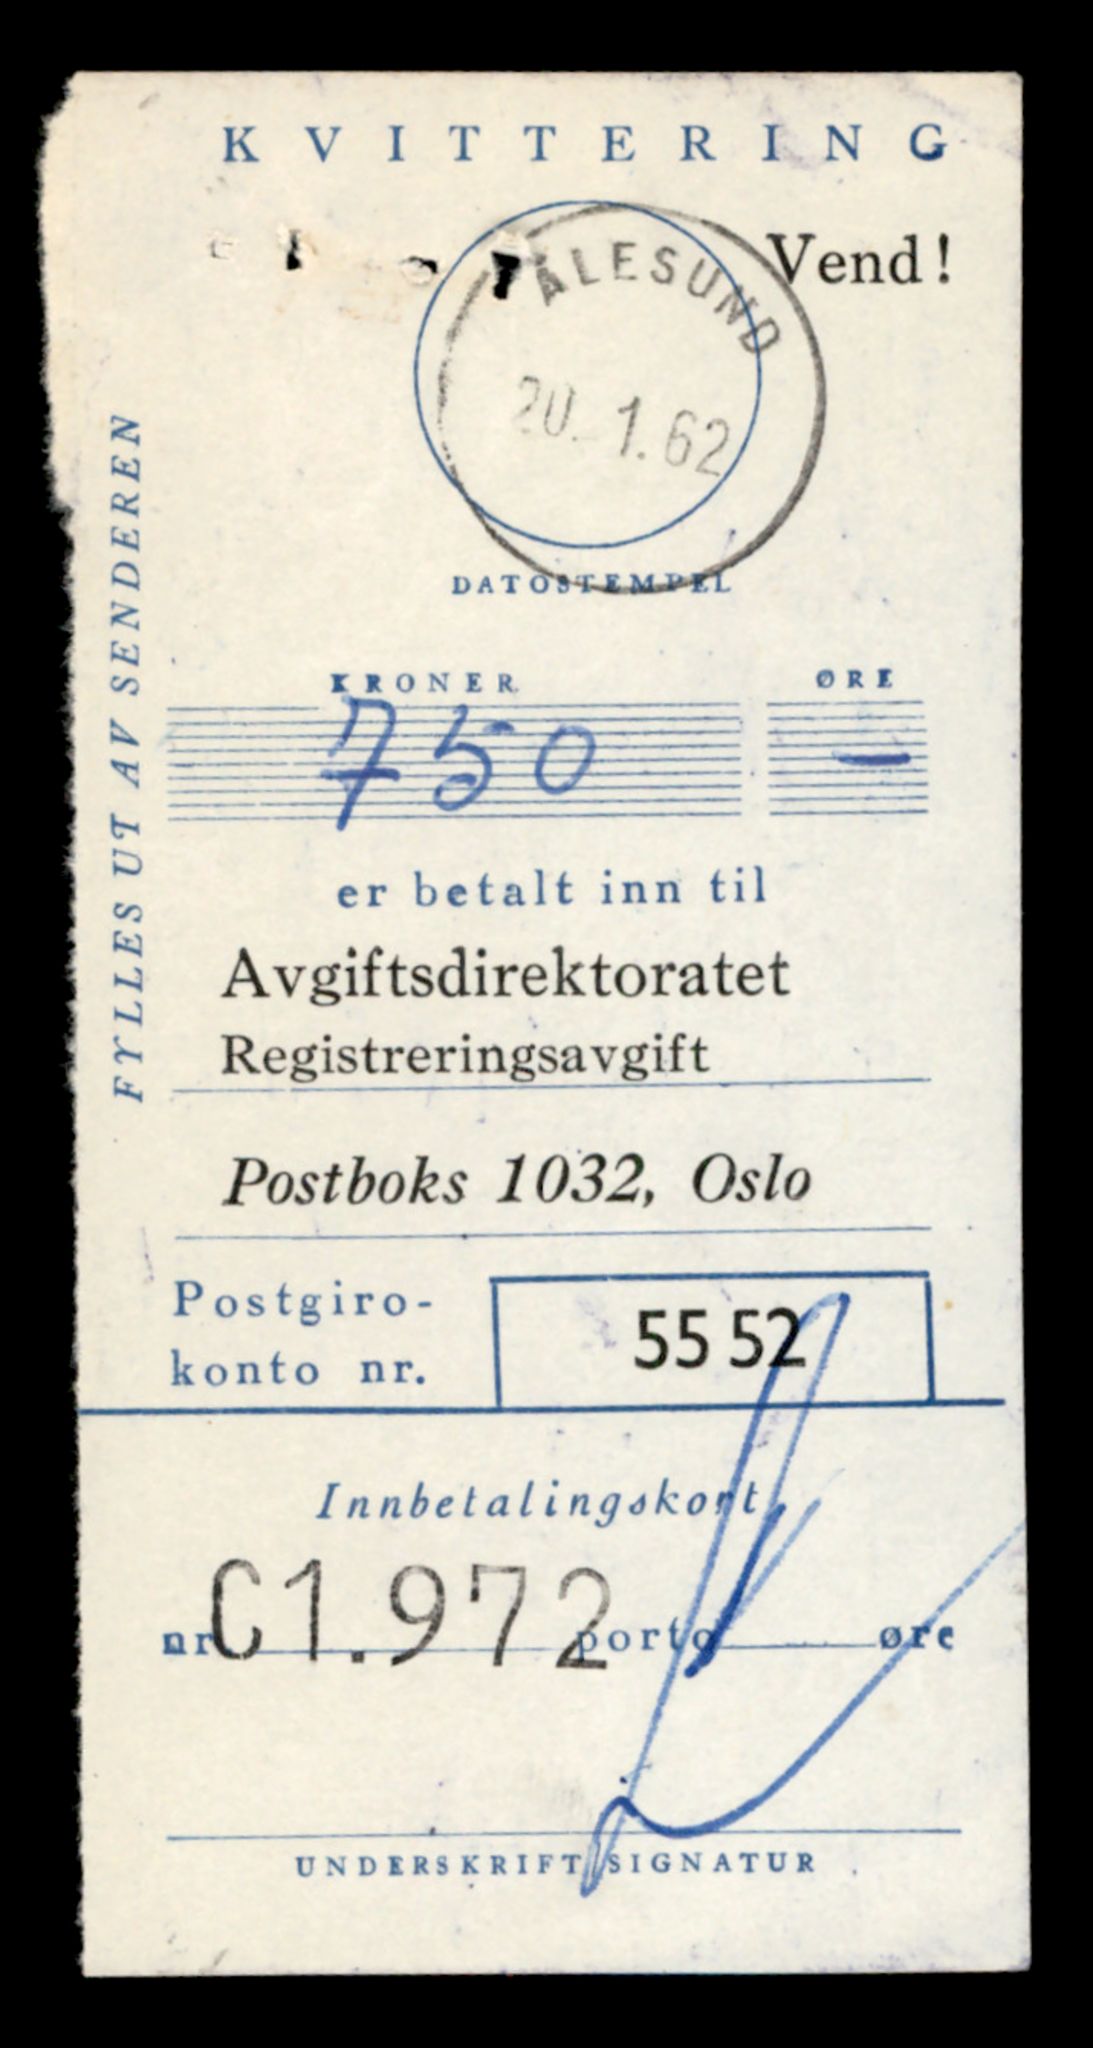 KVITTERING
Vend!
ÅLESUND
20. 1. 62
DATOSTEMPEL
FYLLES UT AV SENDEREN
KRONER ØRE
750 —
er betalt inn til
Avgiftsdirektoratet
Registreringsavgift
Postboks 1032, Oslo
Postgiro-
konto nr.
55 52
Innbetalingskort
nr C1.972 porto øre
UNDERSKRIFT/SIGNATUR